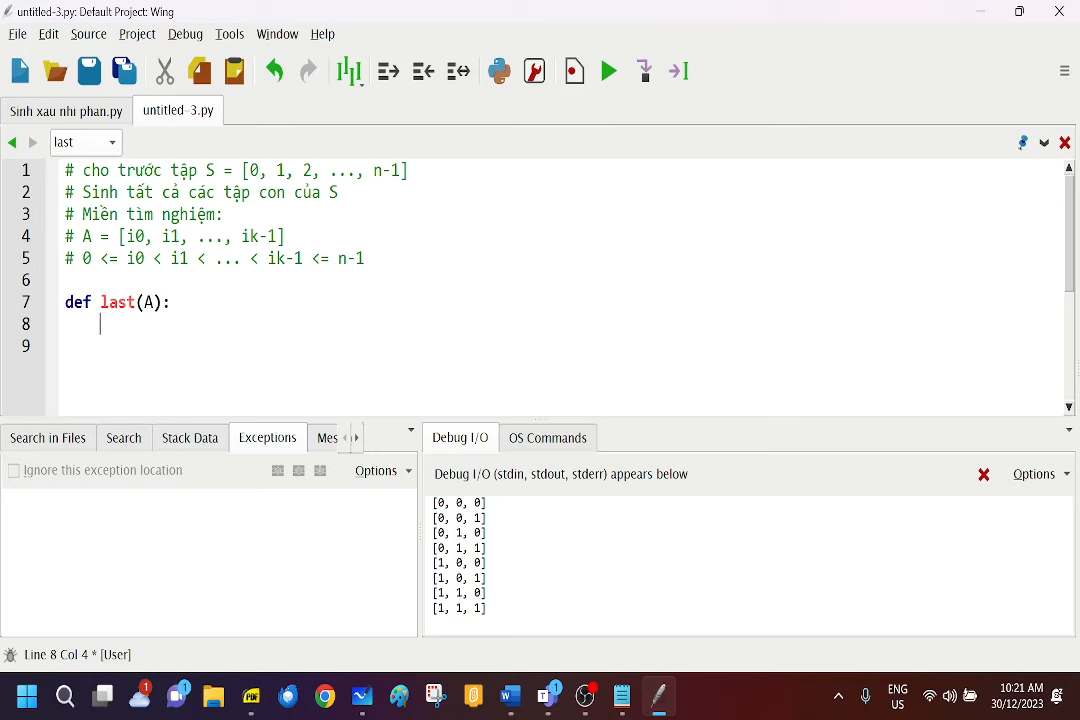 untitled-3.py: Default Project: Wing
File Edit Source Project Debug Tools Window Help
Sinh xau nhi phan.py untitled-3.py
last
1 # cho trước tập S = [0, 1, 2, ..., n-1]
2 # Sinh tất cả các tập con của S
3 # Miền tìm nghiệm:
4 # A = [i0, i1, ..., ik-1]
5 # 0 <= i0 < i1 < ... < ik-1 <= n-1
6
7 def last(A):
8
9
Search in Files Search Stack Data Exceptions Mes
Debug I/O OS Commands
Ignore this exception location Options
Debug I/O (stdin, stdout, stderr) appears below Options
[0, 0, 0]
[0, 0, 1]
[0, 1, 0]
[0, 1, 1]
[1, 0, 0]
[1, 0, 1]
[1, 1, 0]
[1, 1, 1]
Line 8 Col 4 * [User]
1
1
PDF
1
ENG
US
10:21 AM
30/12/2023